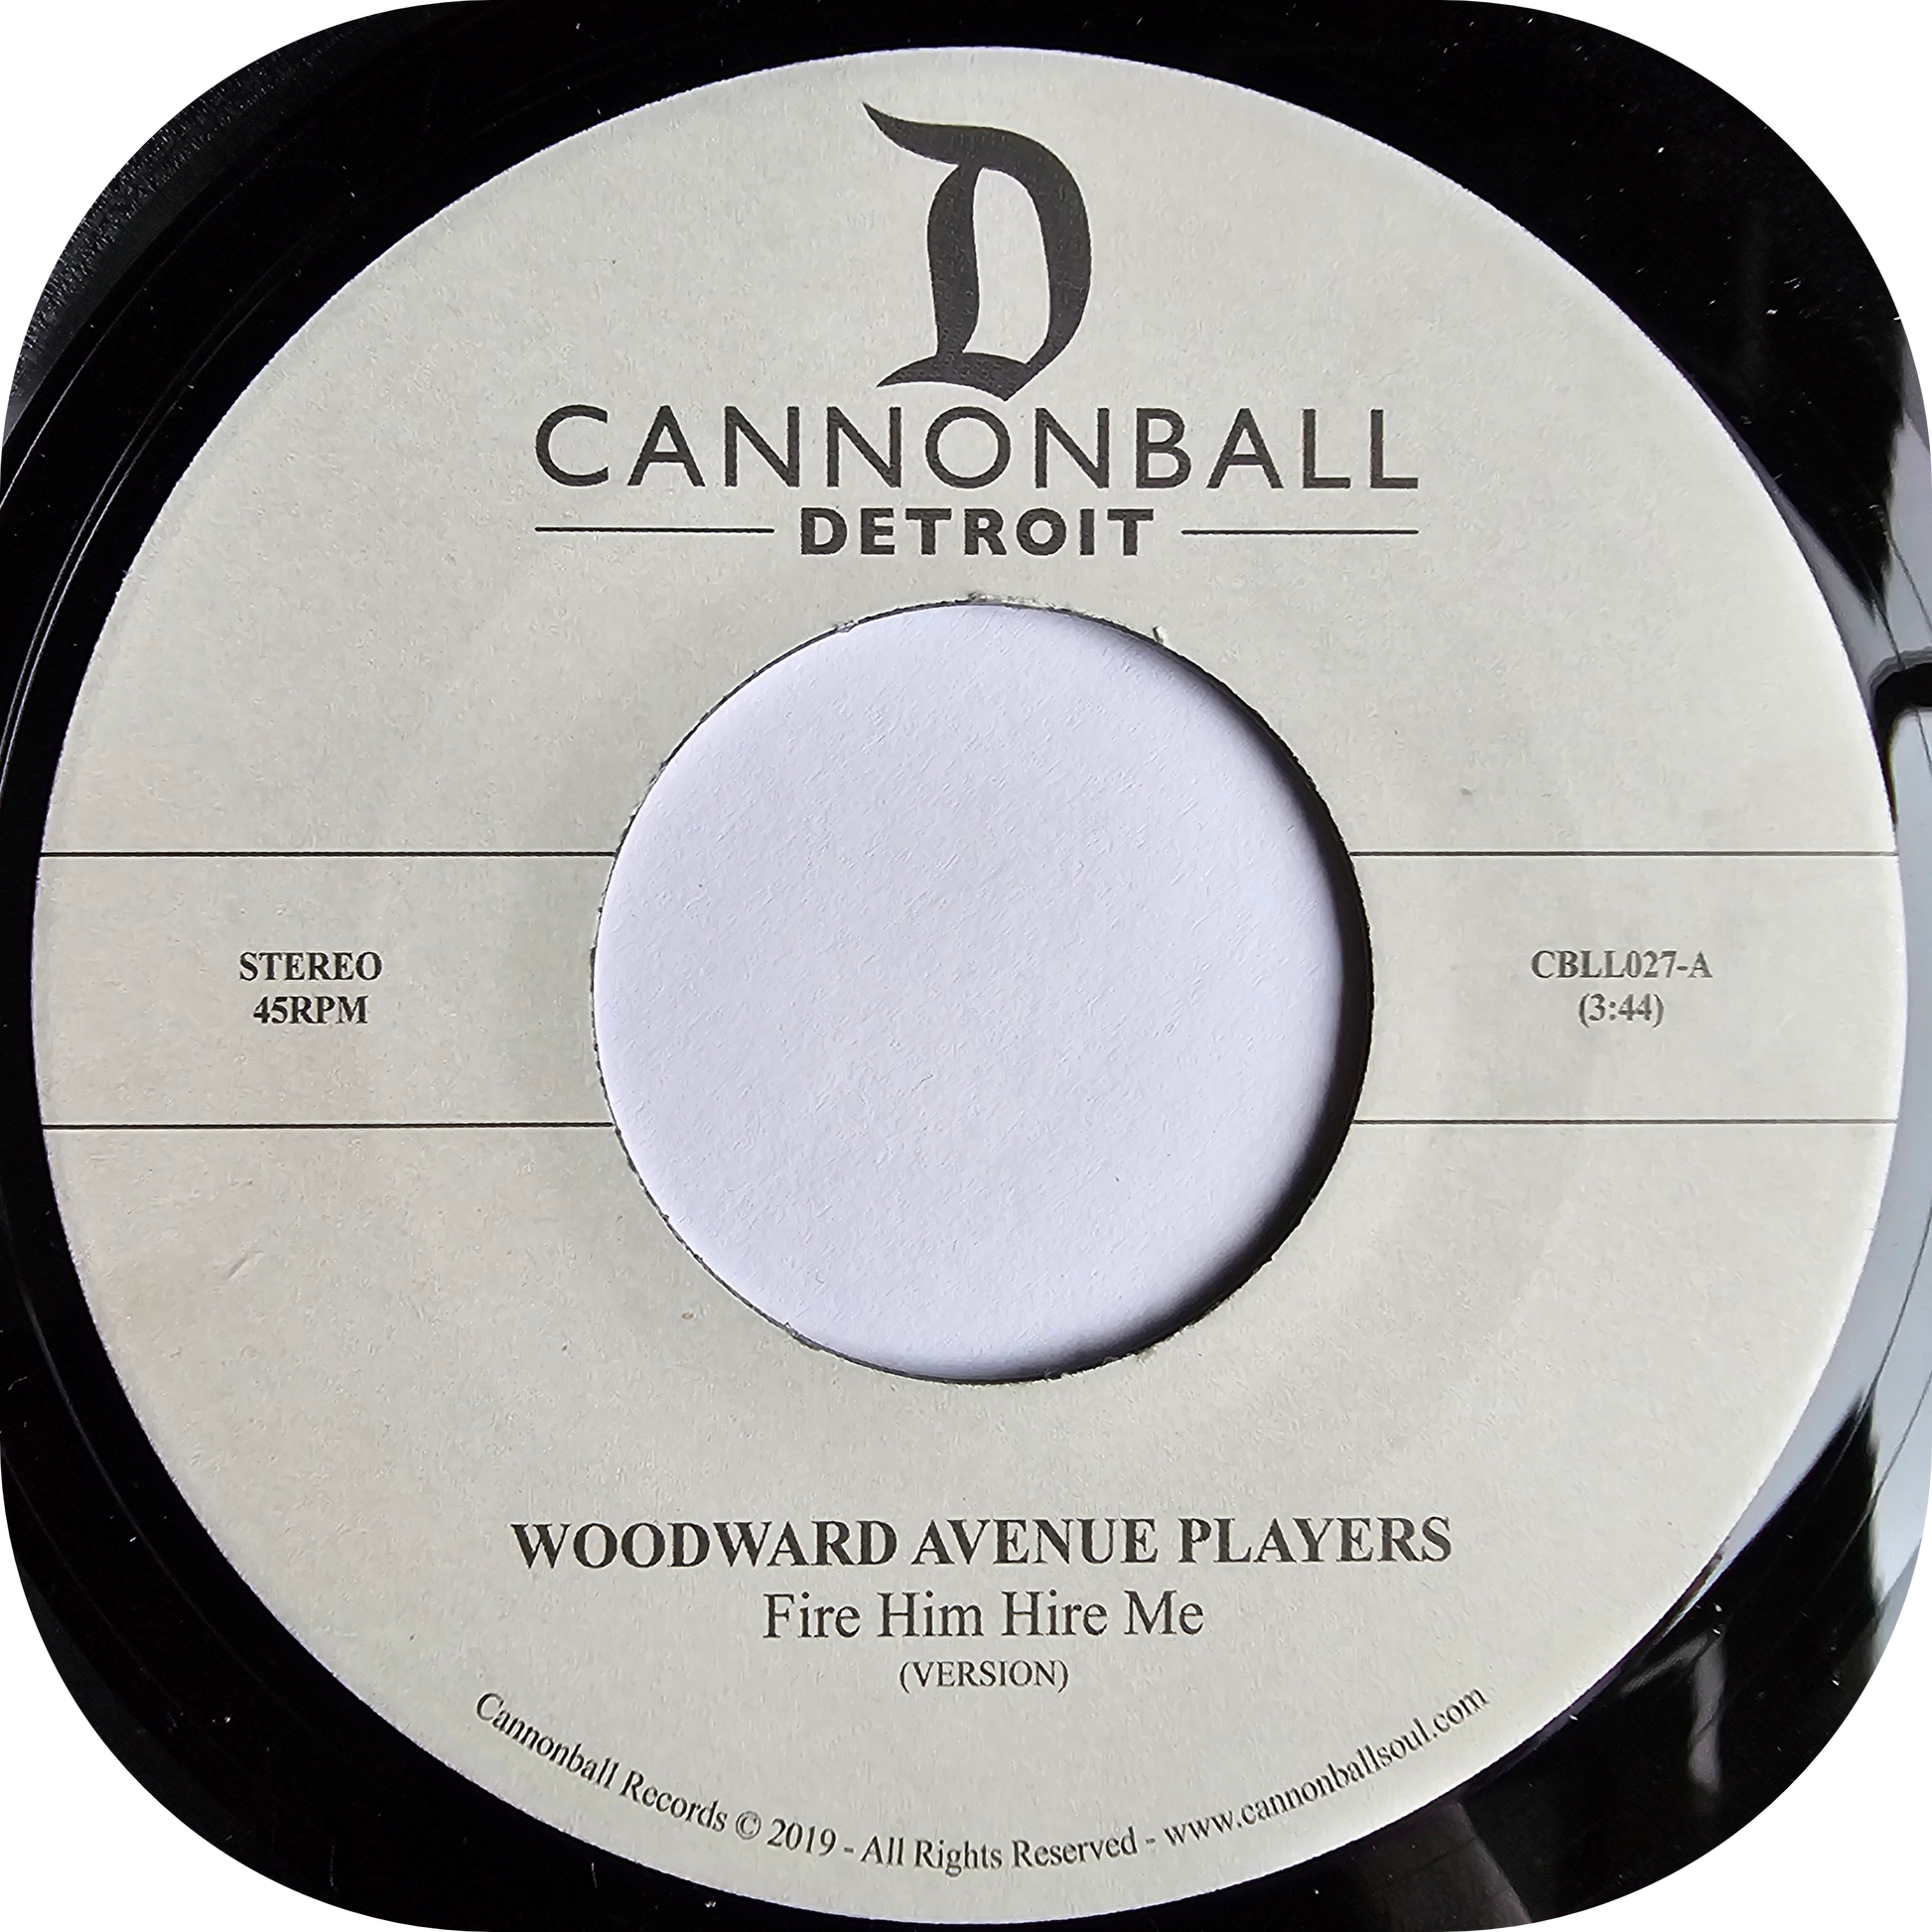 D
CANNONBALL
DETROIT
STEREO
45RPM
CBLL027-A
(3:44)
WOODWARD AVENUE PLAYERS
Fire Him Hire Me
(VERSION)
Cannonball Records © 2019 - All Rights Reserved - www.cannonballsoul.com